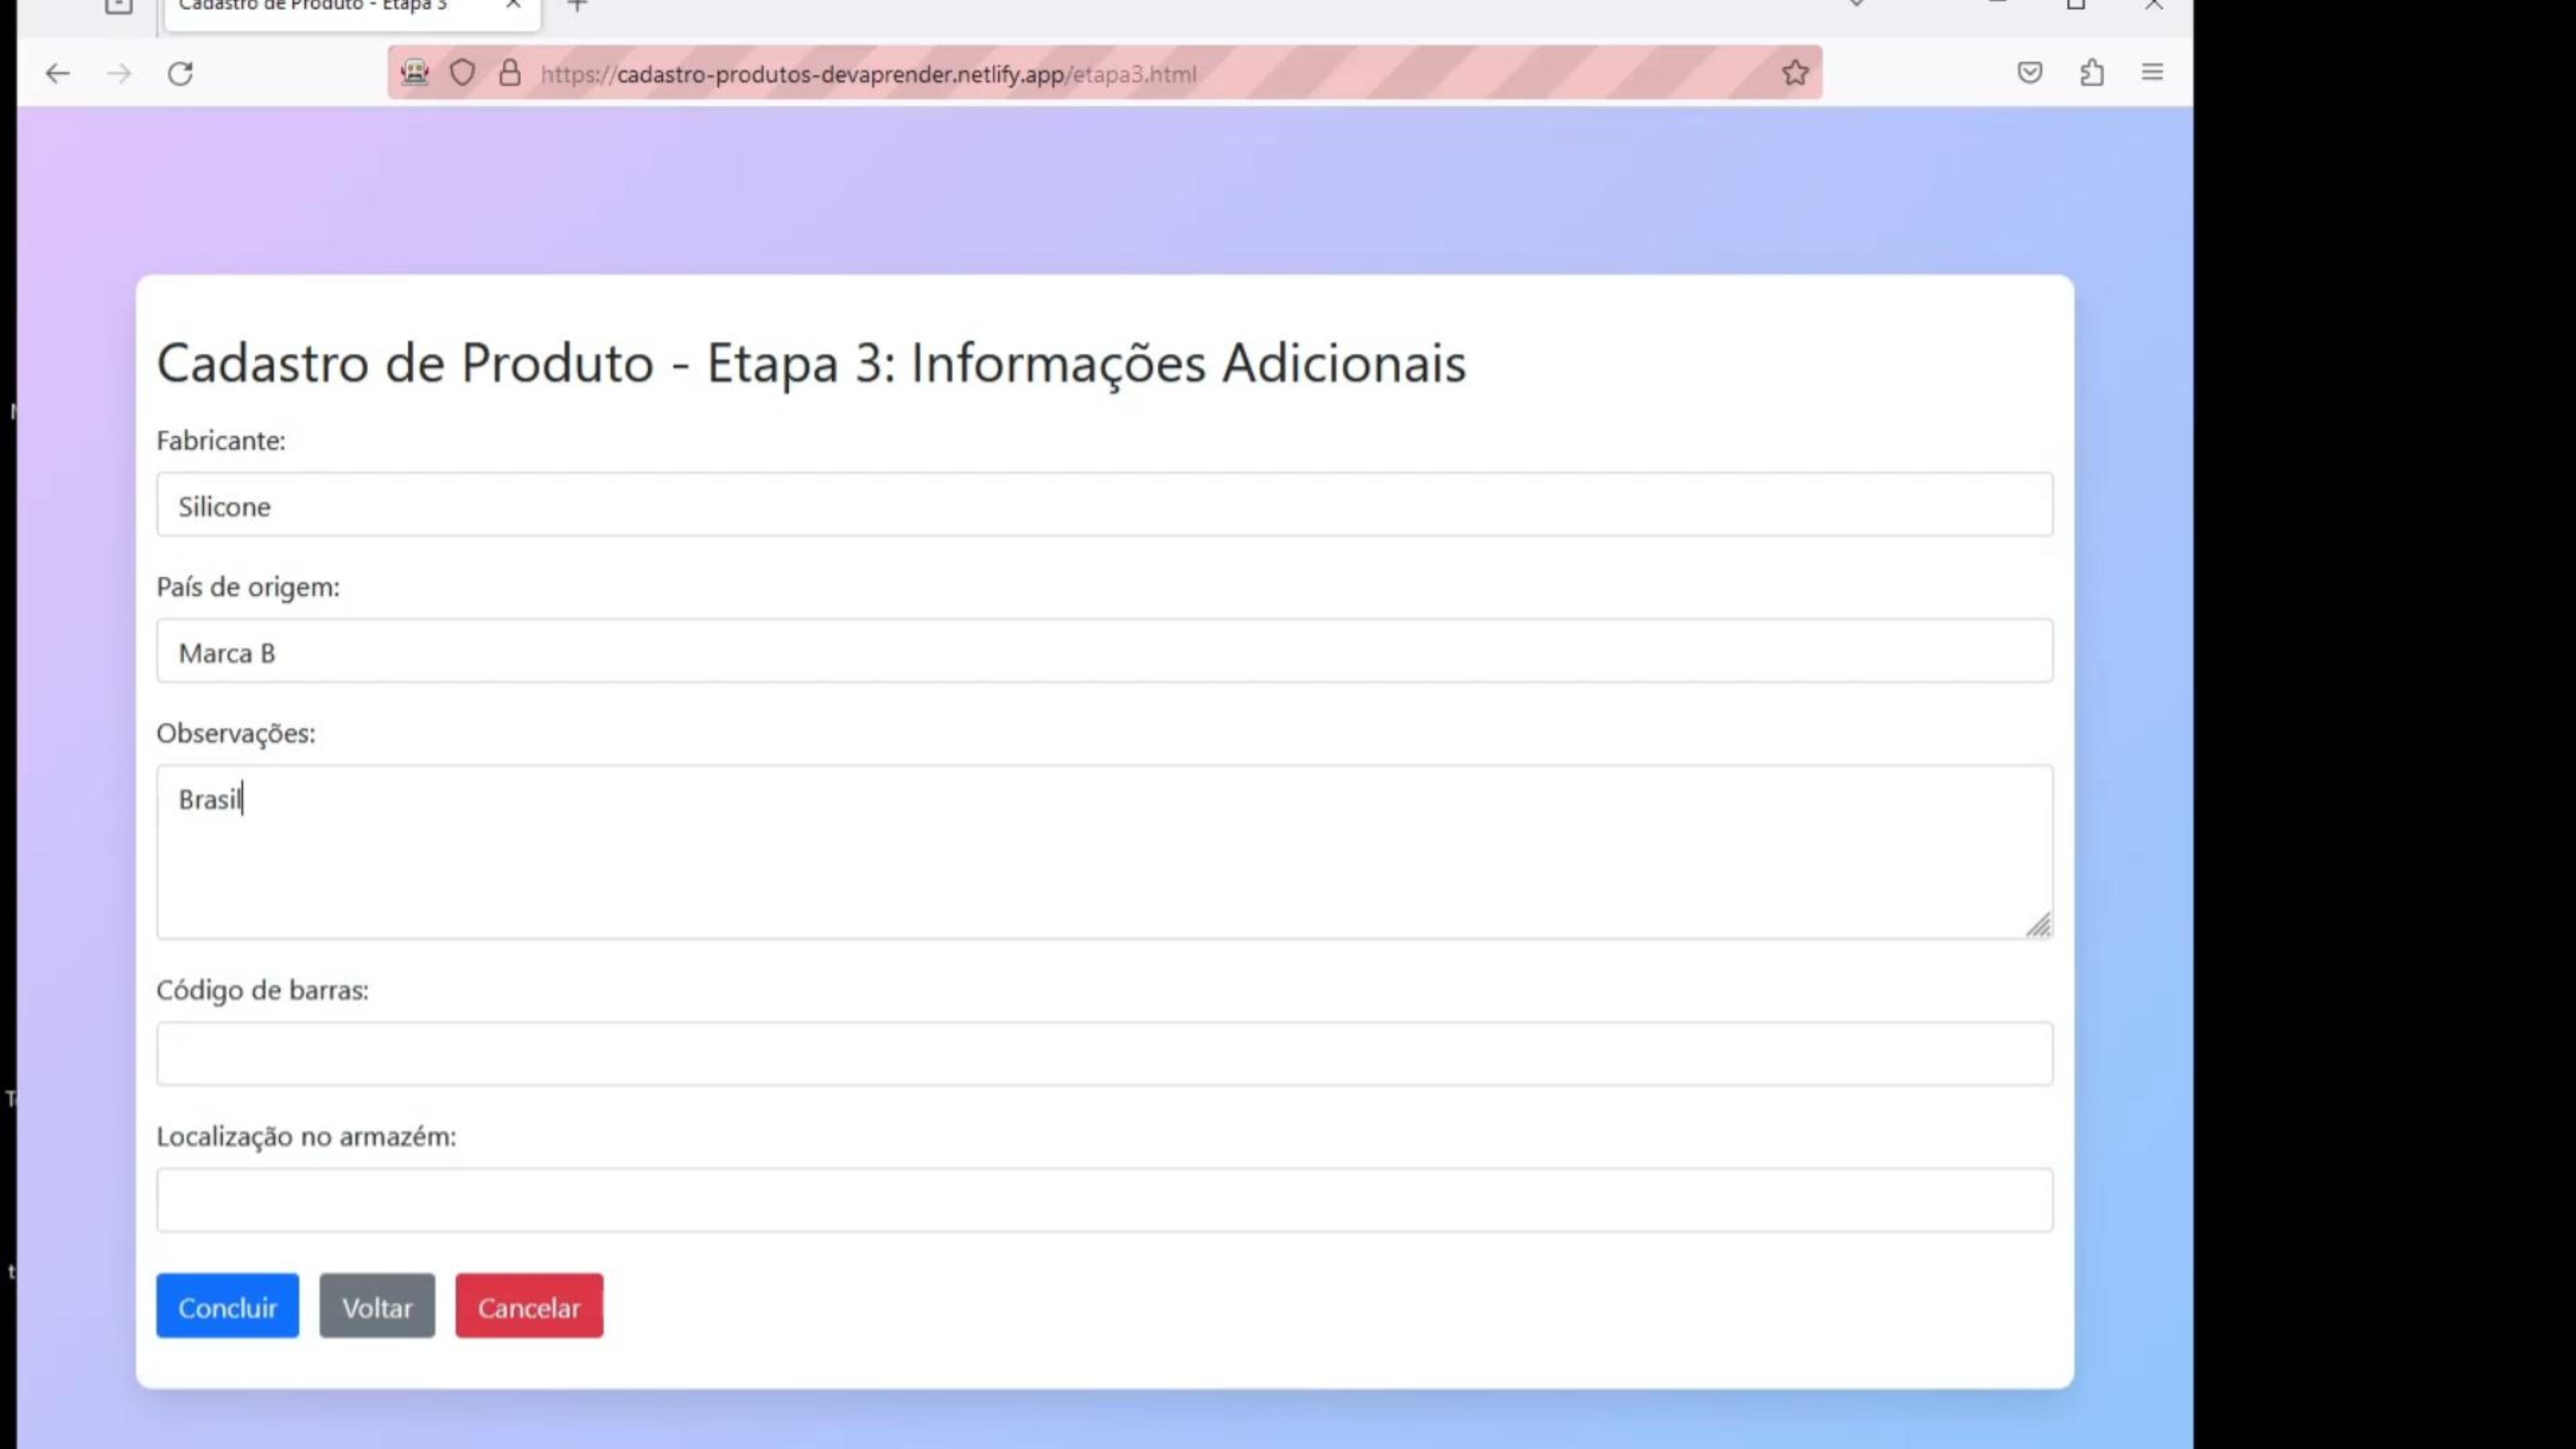 Cadastro de Produto - Etapa 3
https://cadastro-produtos-devaprender.netlify.app/etapa3.html
Cadastro de Produto - Etapa 3: Informações Adicionais
Fabricante:
Silicone
País de origem:
Marca B
Observações:
Brasil
Código de barras:
Localização no armazém:
Concluir Voltar Cancelar